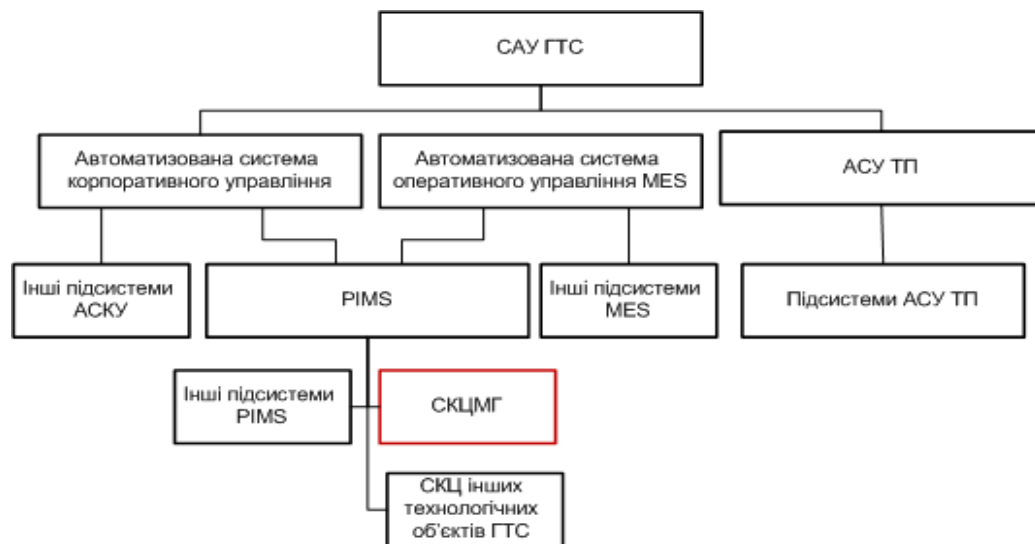 САУ ГТС
Автоматизована система
корпоративного управління
Автоматизована система
оперативного управління MES
АСУ ТП
Інші підсистеми
АСКУ
PIMS
Інші підсистеми
MES
Підсистеми АСУ ТП
Інші підсистеми
PIMS
СКЦМГ
СКЦ інших
технологічних
об'єктів ГТС